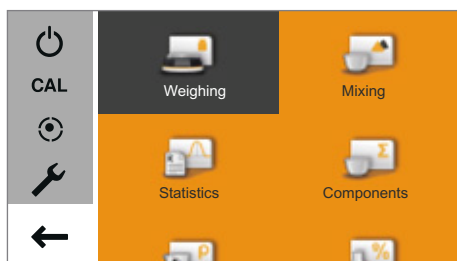 CAL
Weighing
Mixing
Σ
Statistics
Components
ρ
%